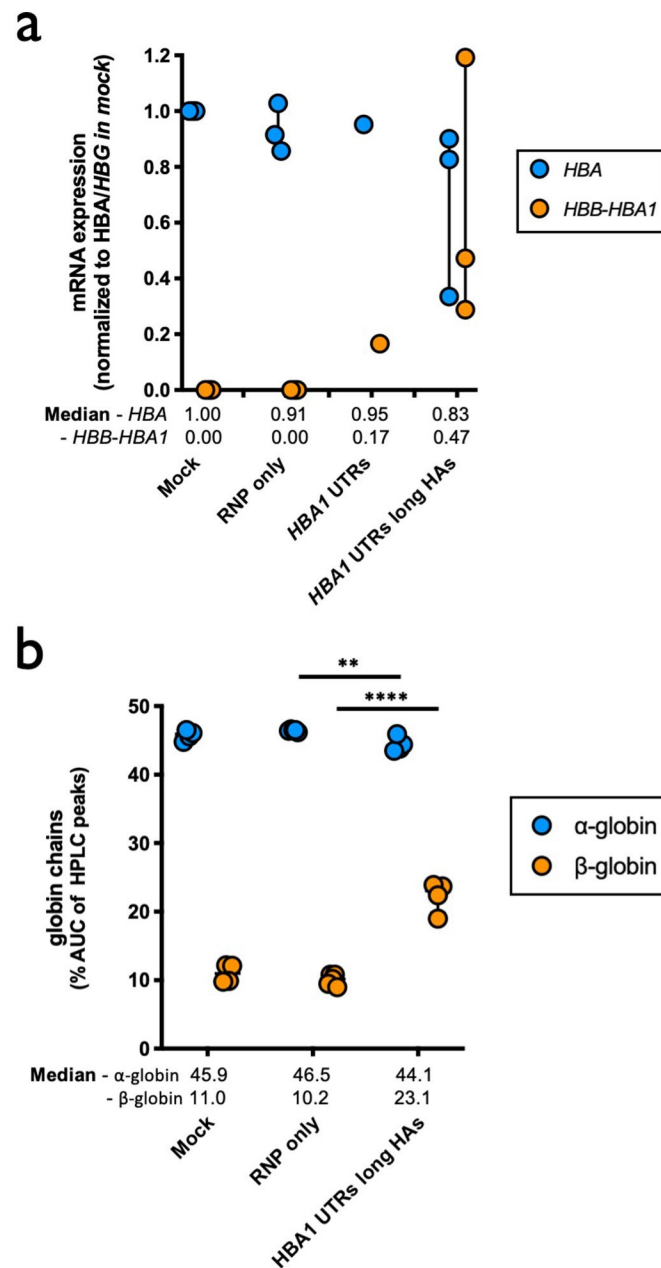 a
mRNA expression
(normalized to HBA/HBG in mock)
1.2
1.0
0.8
0.6
0.4
0.2
0.0
HBA
HBB-HBA1
Median - HBA 1.00 0.91 0.95 0.83
- HBB-HBA1 0.00 0.00 0.17 0.47
Mock
RNP only
HBA1 UTRs
HBA1 UTRs long HAs
b
**
****
globin chains
(% AUC of HPLC peaks)
50
40
30
20
10
0
α-globin
β-globin
Median - α-globin 45.9 46.5 44.1
- β-globin 11.0 10.2 23.1
Mock
RNP only
HBA1 UTRs long HAs